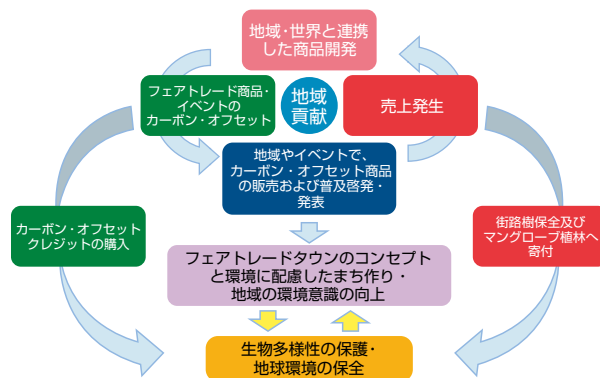 地域・世界と連携
した商品開発
フェアトレード商品・
イベントの
カーボン・オフセット
地域
貢献
売上発生
地域やイベントで、
カーボン・オフセット商品
の販売および普及啓発・
発表
カーボン・オフセット
クレジットの購入
街路樹保全及び
マングローブ植林へ
寄付
フェアトレードタウンのコンセプト
と環境に配慮したまち作り・
地域の環境意識の向上
生物多様性の保護・
地球環境の保全